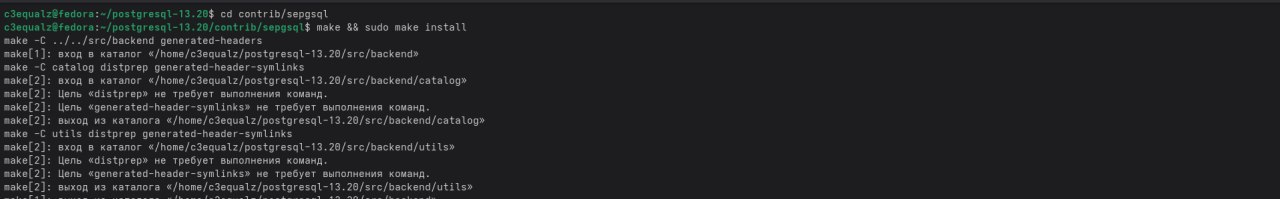 c3equalz@fedora:~/postgresql-13.20$ cd contrib/sepgsql
c3equalz@fedora:~/postgresql-13.20/contrib/sepgsql$ make && sudo make install
make -C ../../src/backend generated-headers
make[1]: вход в каталог «/home/c3equalz/postgresql-13.20/src/backend»
make -C catalog distprep generated-header-symlinks
make[2]: вход в каталог «/home/c3equalz/postgresql-13.20/src/backend/catalog»
make[2]: Цель «distprep» не требует выполнения команд.
make[2]: Цель «generated-header-symlinks» не требует выполнения команд.
make[2]: выход из каталога «/home/c3equalz/postgresql-13.20/src/backend/catalog»
make -C utils distprep generated-header-symlinks
make[2]: вход в каталог «/home/c3equalz/postgresql-13.20/src/backend/utils»
make[2]: Цель «distprep» не требует выполнения команд.
make[2]: Цель «generated-header-symlinks» не требует выполнения команд.
make[2]: выход из каталога «/home/c3equalz/postgresql-13.20/src/backend/utils»